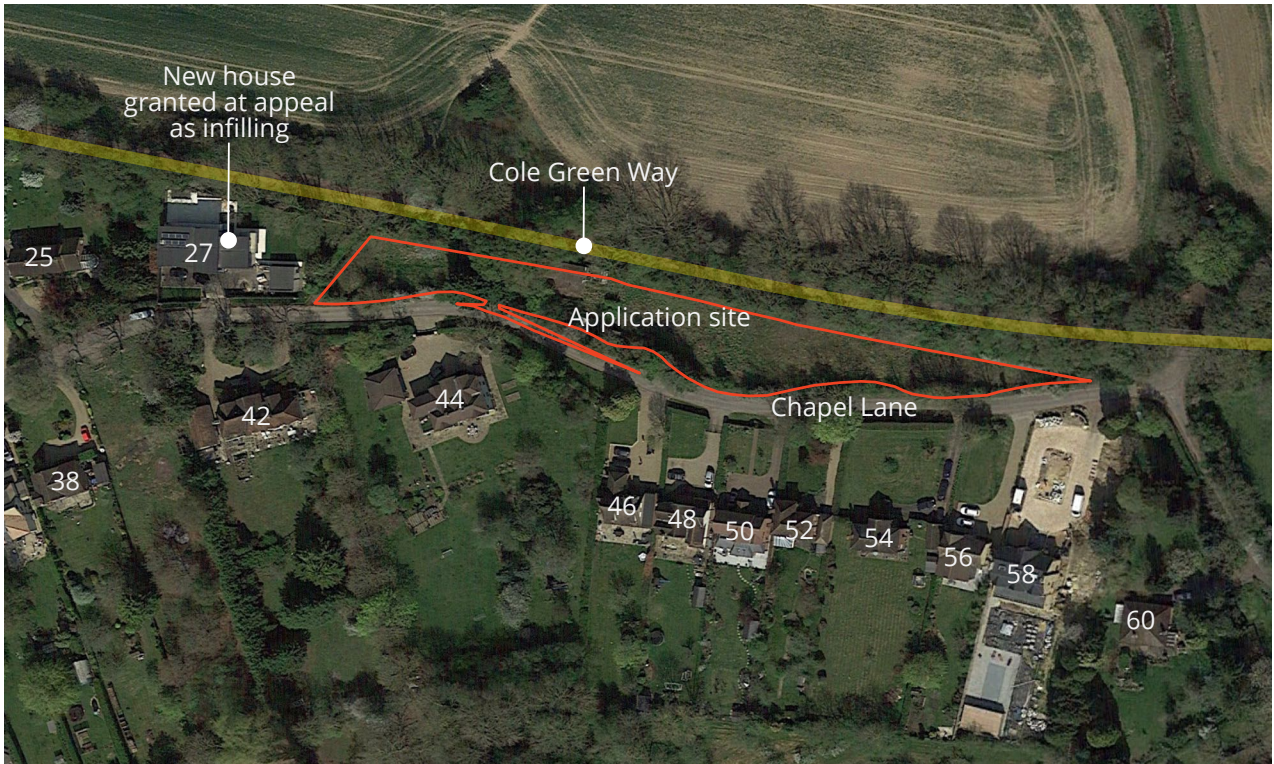 New house
granted at appeal
as infilling
Cole Green Way
25
27
Application site
Chapel Lane
42
44
38
46
48
50
52
54
56
58
60